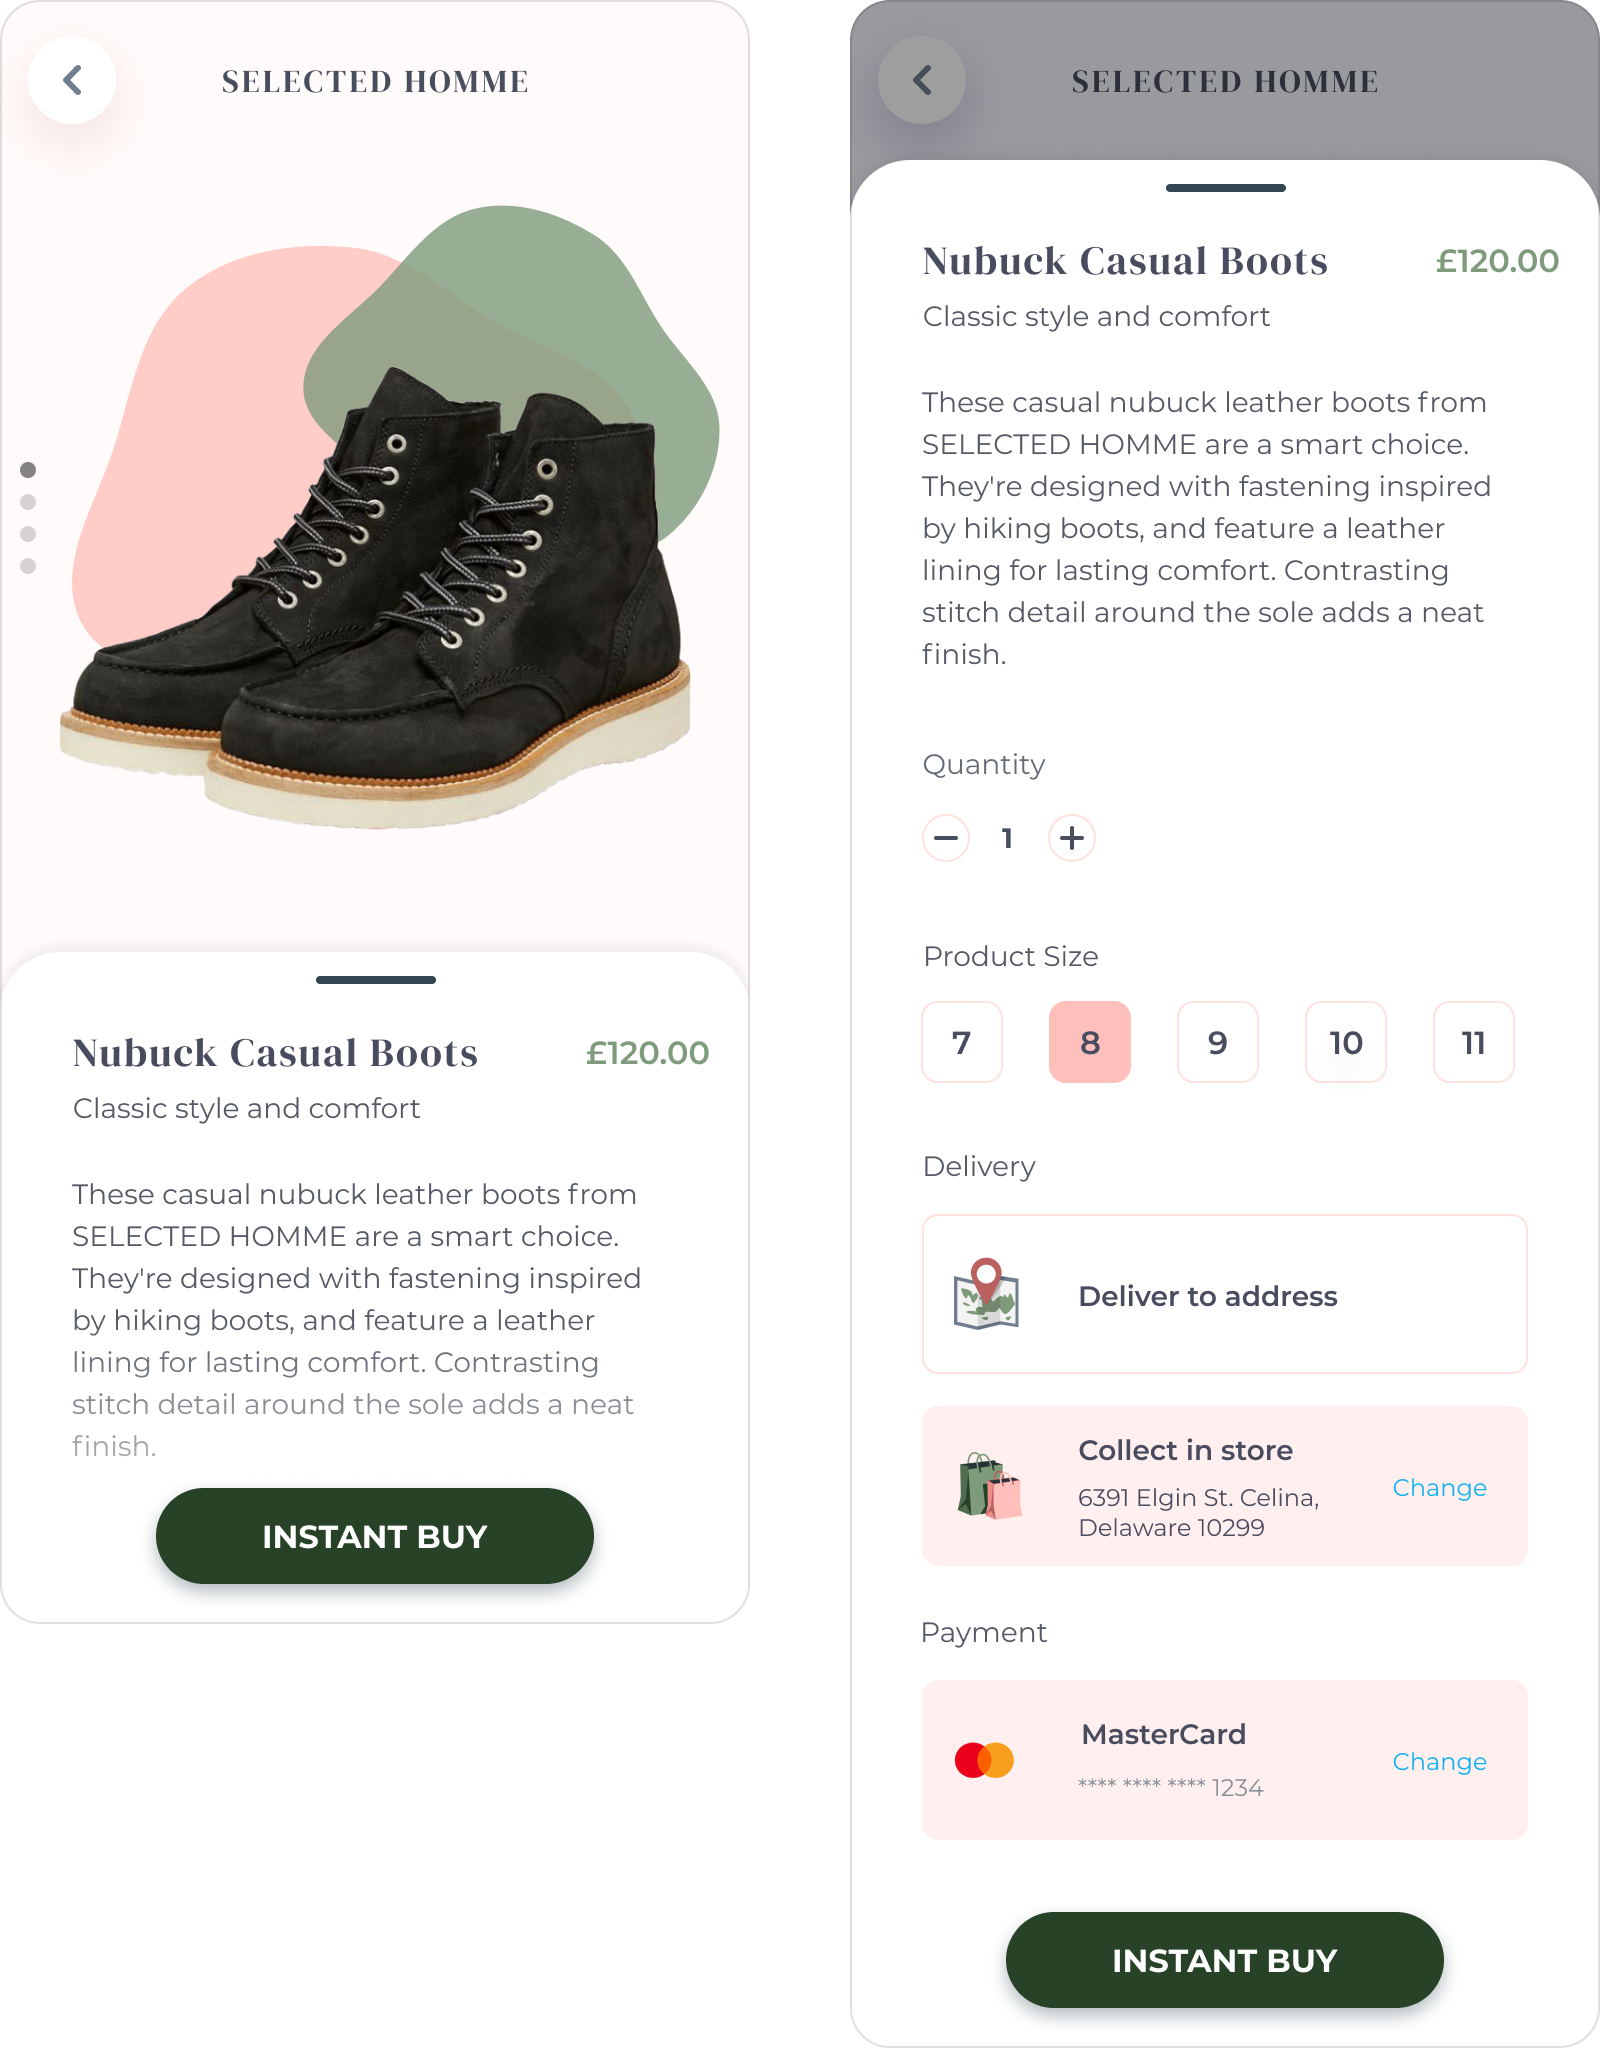 SELECTED HOMME
Nubuck Casual Boots
£120.00
Classic style and comfort
These casual nubuck leather boots from
SELECTED HOMME are a smart choice.
They're designed with fastening inspired
by hiking boots, and feature a leather
lining for lasting comfort. Contrasting
stitch detail around the sole adds a neat
finish.
INSTANT BUY
SELECTED HOMME
Nubuck Casual Boots
£120.00
Classic style and comfort
These casual nubuck leather boots from
SELECTED HOMME are a smart choice.
They're designed with fastening inspired
by hiking boots, and feature a leather
lining for lasting comfort. Contrasting
stitch detail around the sole adds a neat
finish.
Quantity
1
Product Size
7 8 9 10 11
Delivery
Deliver to address
Collect in store
6391 Elgin St. Celina,
Delaware 10299
Change
Payment
MasterCard
**** **** **** 1234
Change
INSTANT BUY